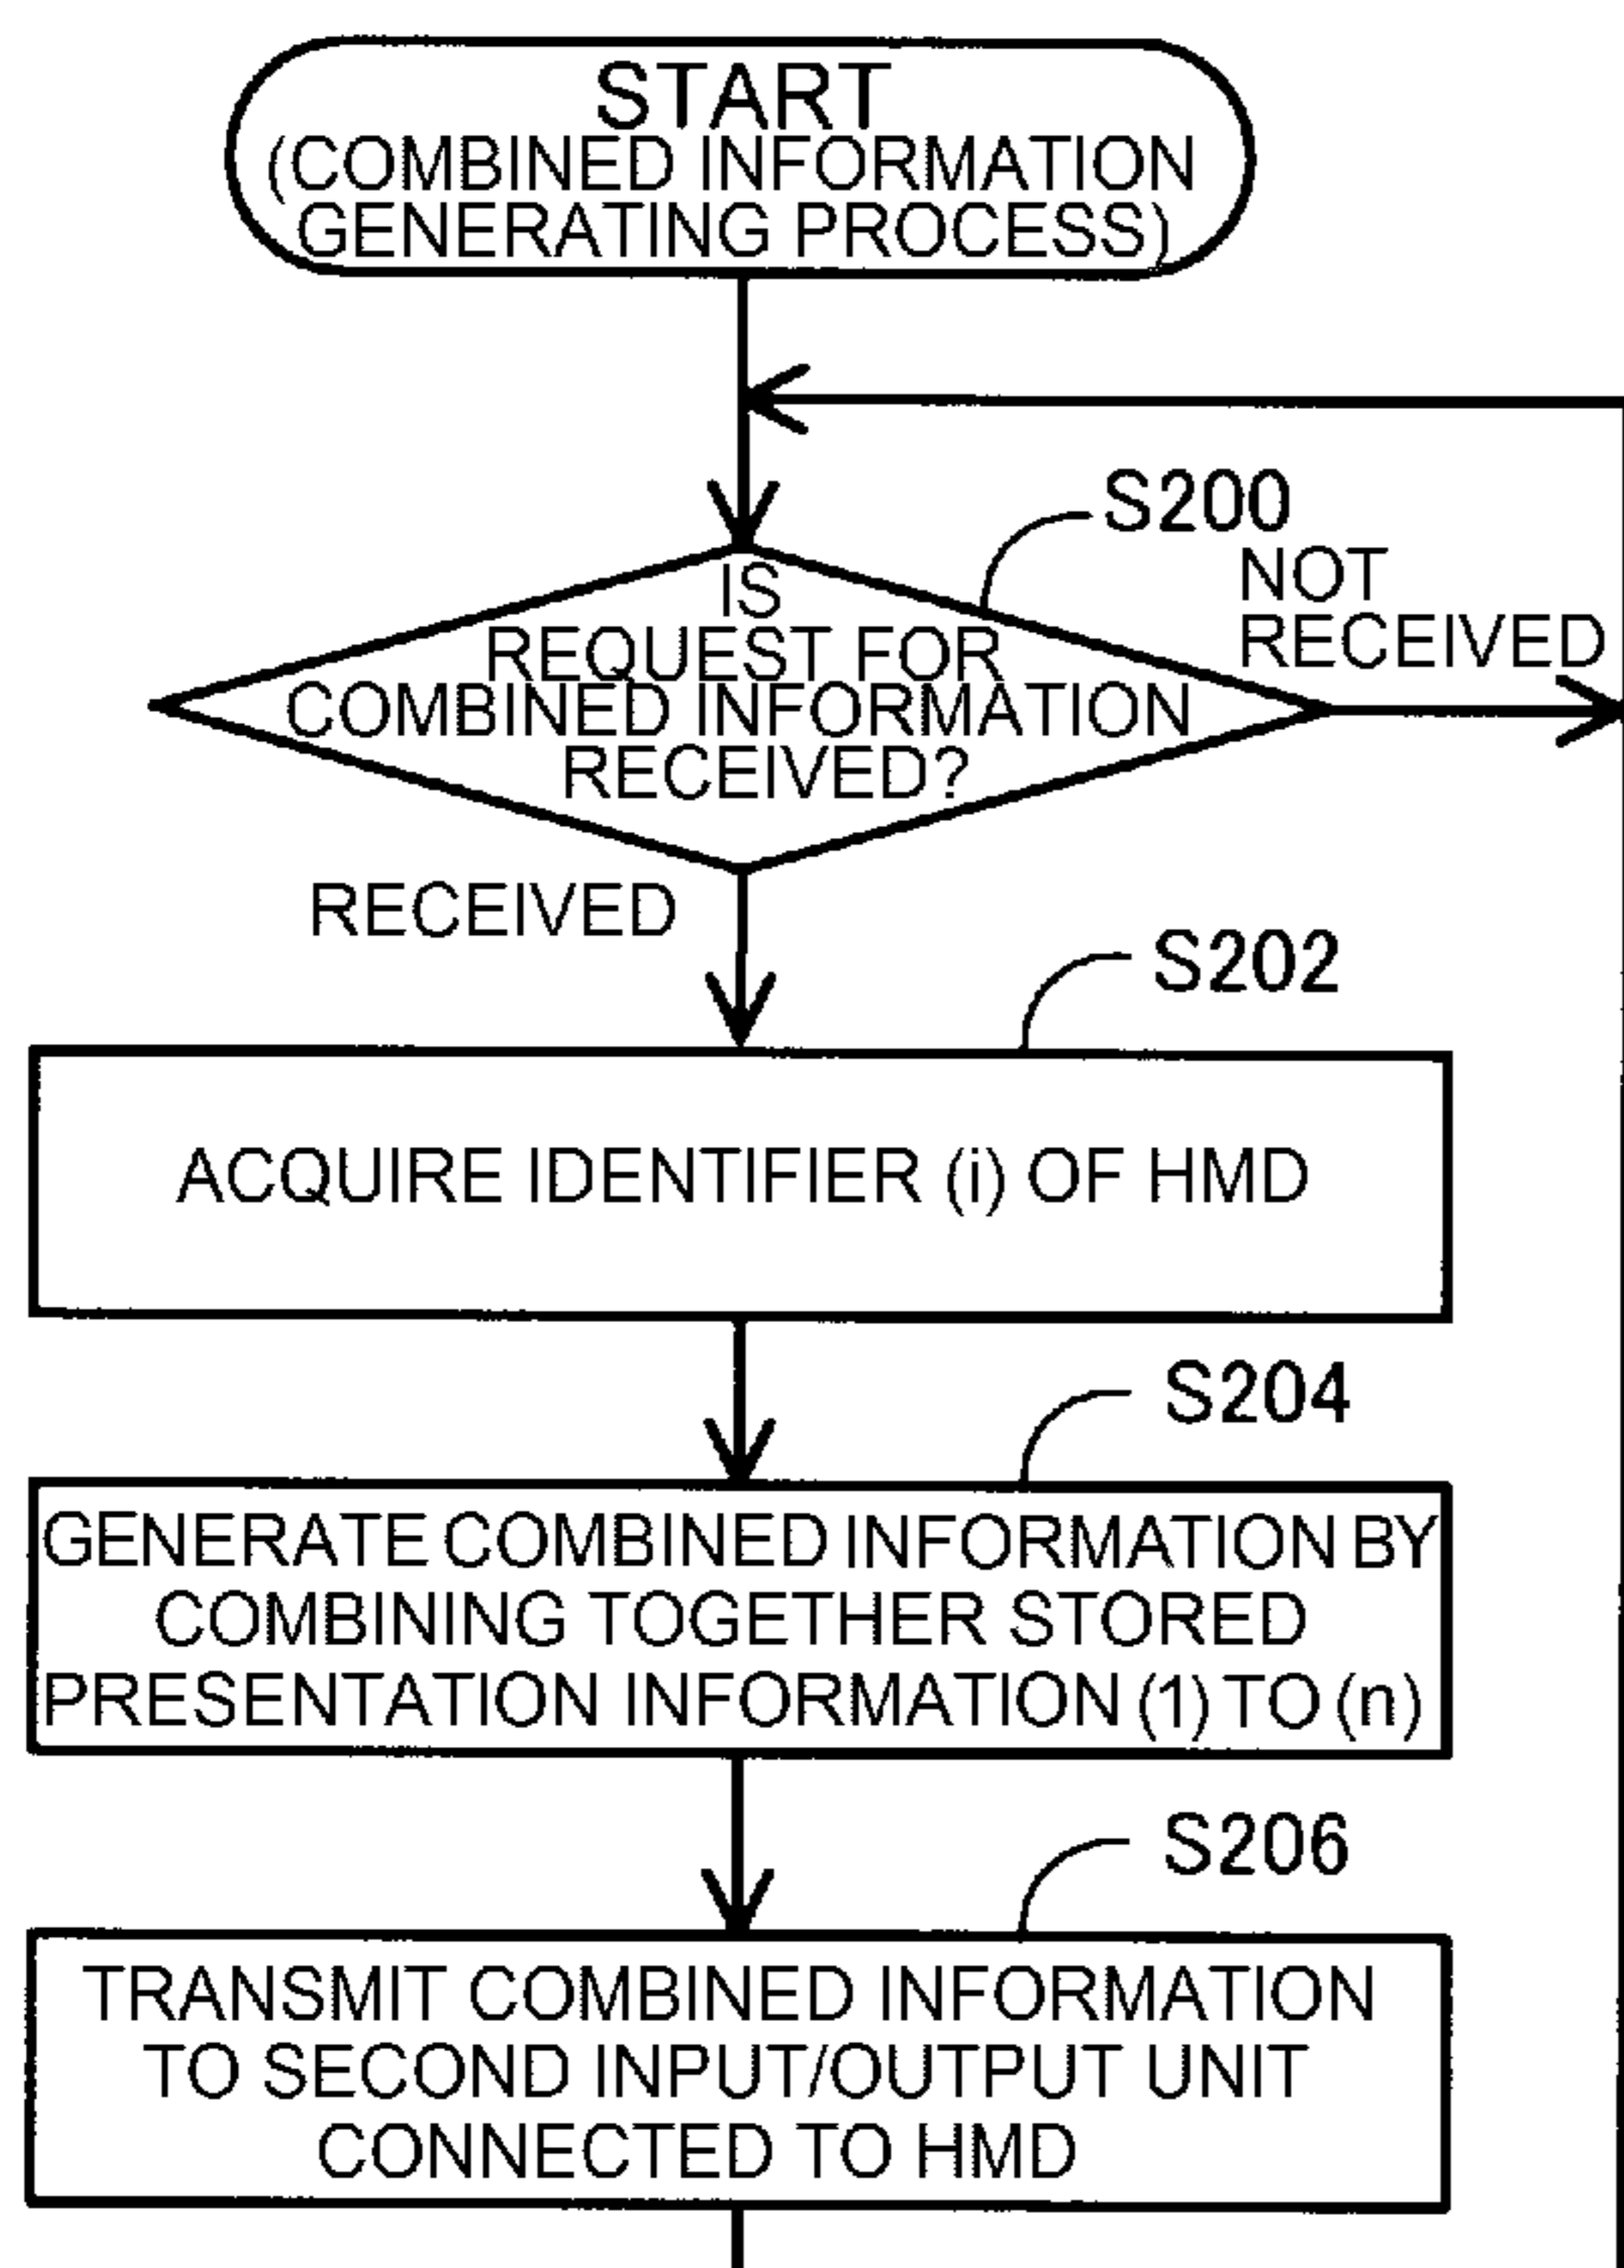 START
(COMBINED INFORMATION
GENERATING PROCESS)
S200
NOT
RECEIVED
IS
REQUEST FOR
COMBINED INFORMATION
RECEIVED?
RECEIVED
S202
ACQUIRE IDENTIFIER (i) OF HMD
S204
GENERATE COMBINED INFORMATION BY
COMBINING TOGETHER STORED
PRESENTATION INFORMATION (1) TO (n)
S206
TRANSMIT COMBINED INFORMATION
TO SECOND INPUT/OUTPUT UNIT
CONNECTED TO HMD